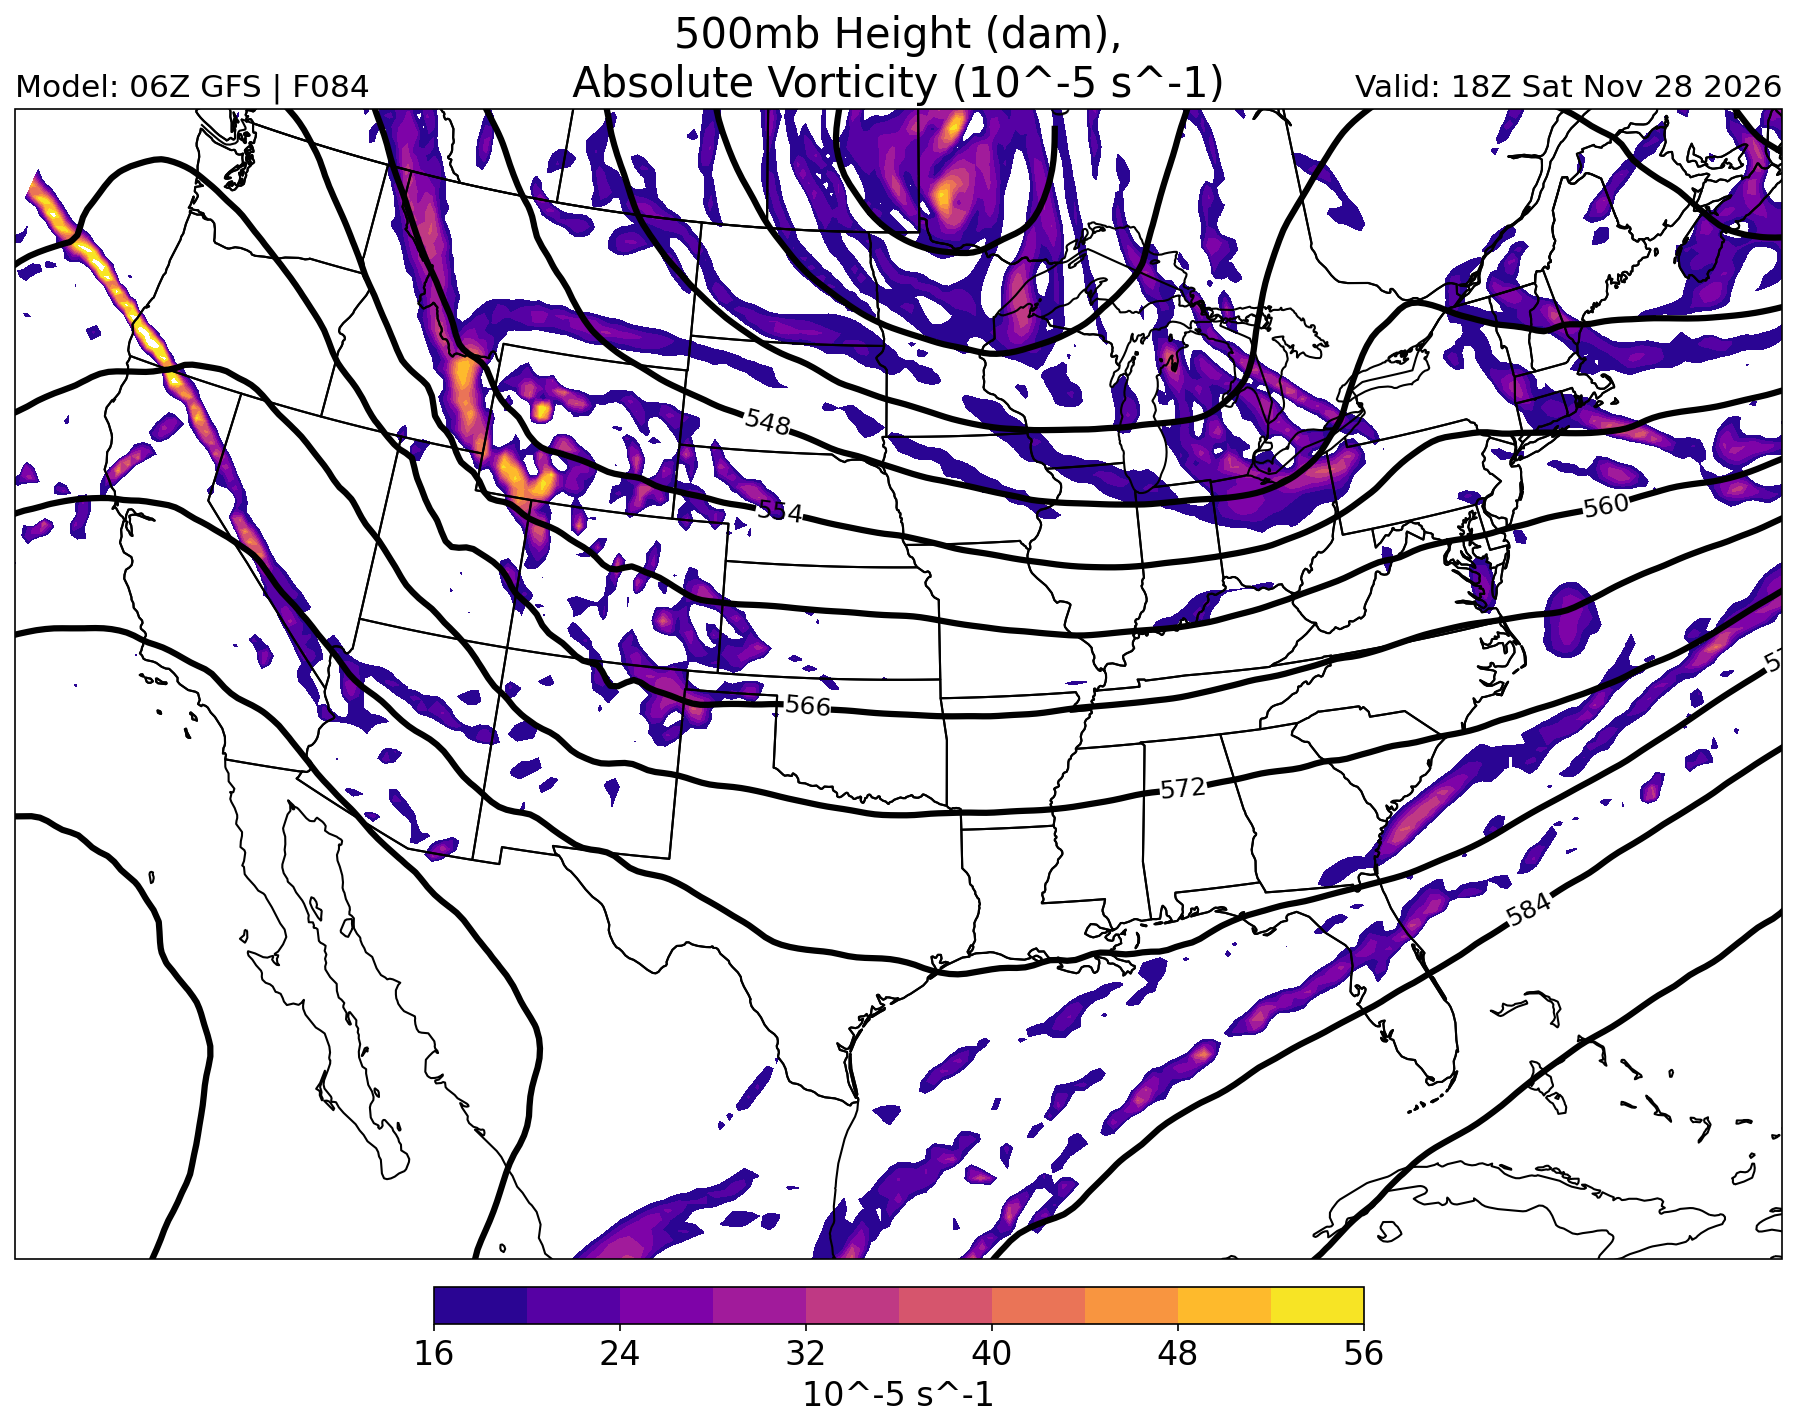 500mb Height (dam),
Absolute Vorticity (10^-5 s^-1)
Model: 06Z GFS | F084
Valid: 18Z Sat Nov 28 2026
548
554
560
566
572
584
16 24 32 40 48 56
10^-5 s^-1